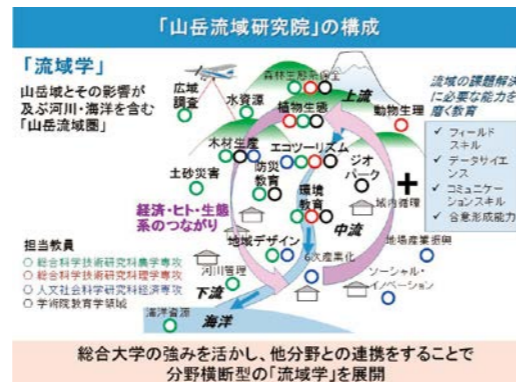 「山岳流域研究院」の構成
「流域学」
山岳域とその影響が
及ぶ河川・海洋を含む
「山岳流域圏」
広域
調査
森林生態系保全
水資源
上流
植物生態
動物生理
流域の課題解決
に必要な能力を
磨く教育
✓ フィールド
スキル
✓ データサイエ
ンス
✓ コミュニケー
ションスキル
✓ 合意形成能力
木材生産
エコツーリズム
土砂災害
防災
教育
ジオ
パーク
環境
教育
域内循環
経済・ヒト・生態
系のつながり
中流
担当教員
○ 総合科学技術研究科農学専攻
○ 総合科学技術研究科理学専攻
○ 人文社会科学研究科経済専攻
○ 学術院教育学領域
地域デザイン
6次産業化
地場産業振興
河川管理
ソーシャル・
イノベーション
下流
海洋資源
海洋
総合大学の強みを活かし、他分野との連携をすることで
分野横断型の「流域学」を展開